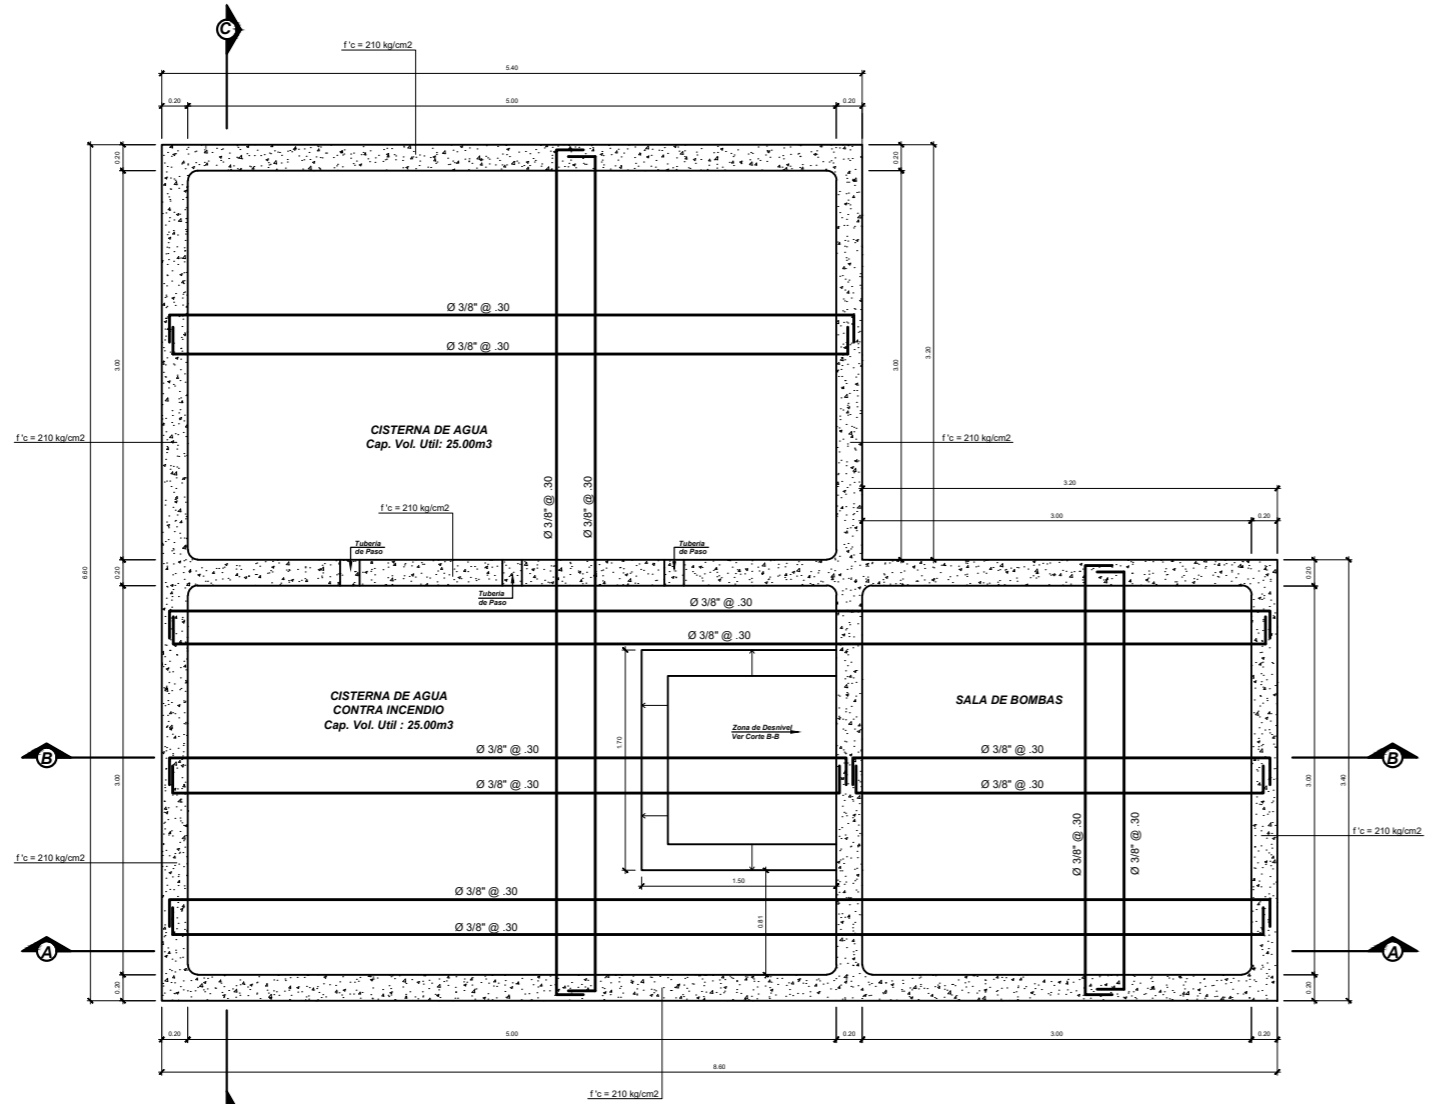 C
f 'c = 210 kg/cm2
5.40
0.20
5.00
0.20
0.20
0.20
Ø 3/8" @ .30
Ø 3/8" @ .30
3.00
3.00
3.20
CISTERNA DE AGUA
Cap. Vol. Util: 25.00m3
f 'c = 210 kg/cm2
f 'c = 210 kg/cm2
Ø 3/8" @ .30
Ø 3/8" @ .30
3.20
f 'c = 210 kg/cm2
3.00
0.20
Tuberia
de Paso
Tuberia
de Paso
6.60
0.20
0.20
Tuberia
de Paso
Ø 3/8" @ .30
Ø 3/8" @ .30
CISTERNA DE AGUA
CONTRA INCENDIO
Cap. Vol. Util : 25.00m3
SALA DE BOMBAS
Zona de Desnivel
Ver Corte B-B
1.70
B
Ø 3/8" @ .30
Ø 3/8" @ .30
B
Ø 3/8" @ .30
Ø 3/8" @ .30
3.00
3.00
3.40
Ø 3/8" @ .30
Ø 3/8" @ .30
f 'c = 210 kg/cm2
f 'c = 210 kg/cm2
1.50
Ø 3/8" @ .30
Ø 3/8" @ .30
0.81
A
A
0.20
0.20
0.20
5.00
0.20
3.00
0.20
8.60
f 'c = 210 kg/cm2